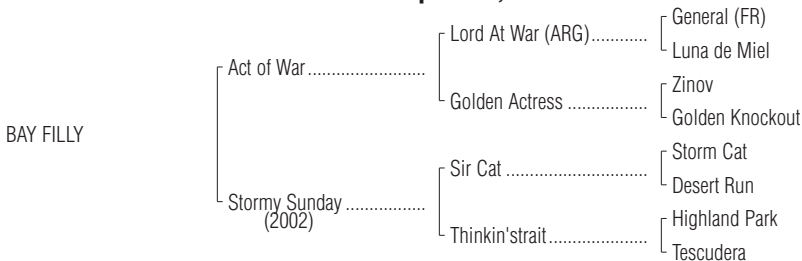 General (FR)
Lord At War (ARG)............
Luna de Miel
Act of War.........................
Zinov
Golden Actress .................
Golden Knockout
BAY FILLY
Storm Cat
Sir Cat ..............................
Desert Run
Stormy Sunday .................
(2002)
Highland Park
Thinkin'strait.....................
Tescudera